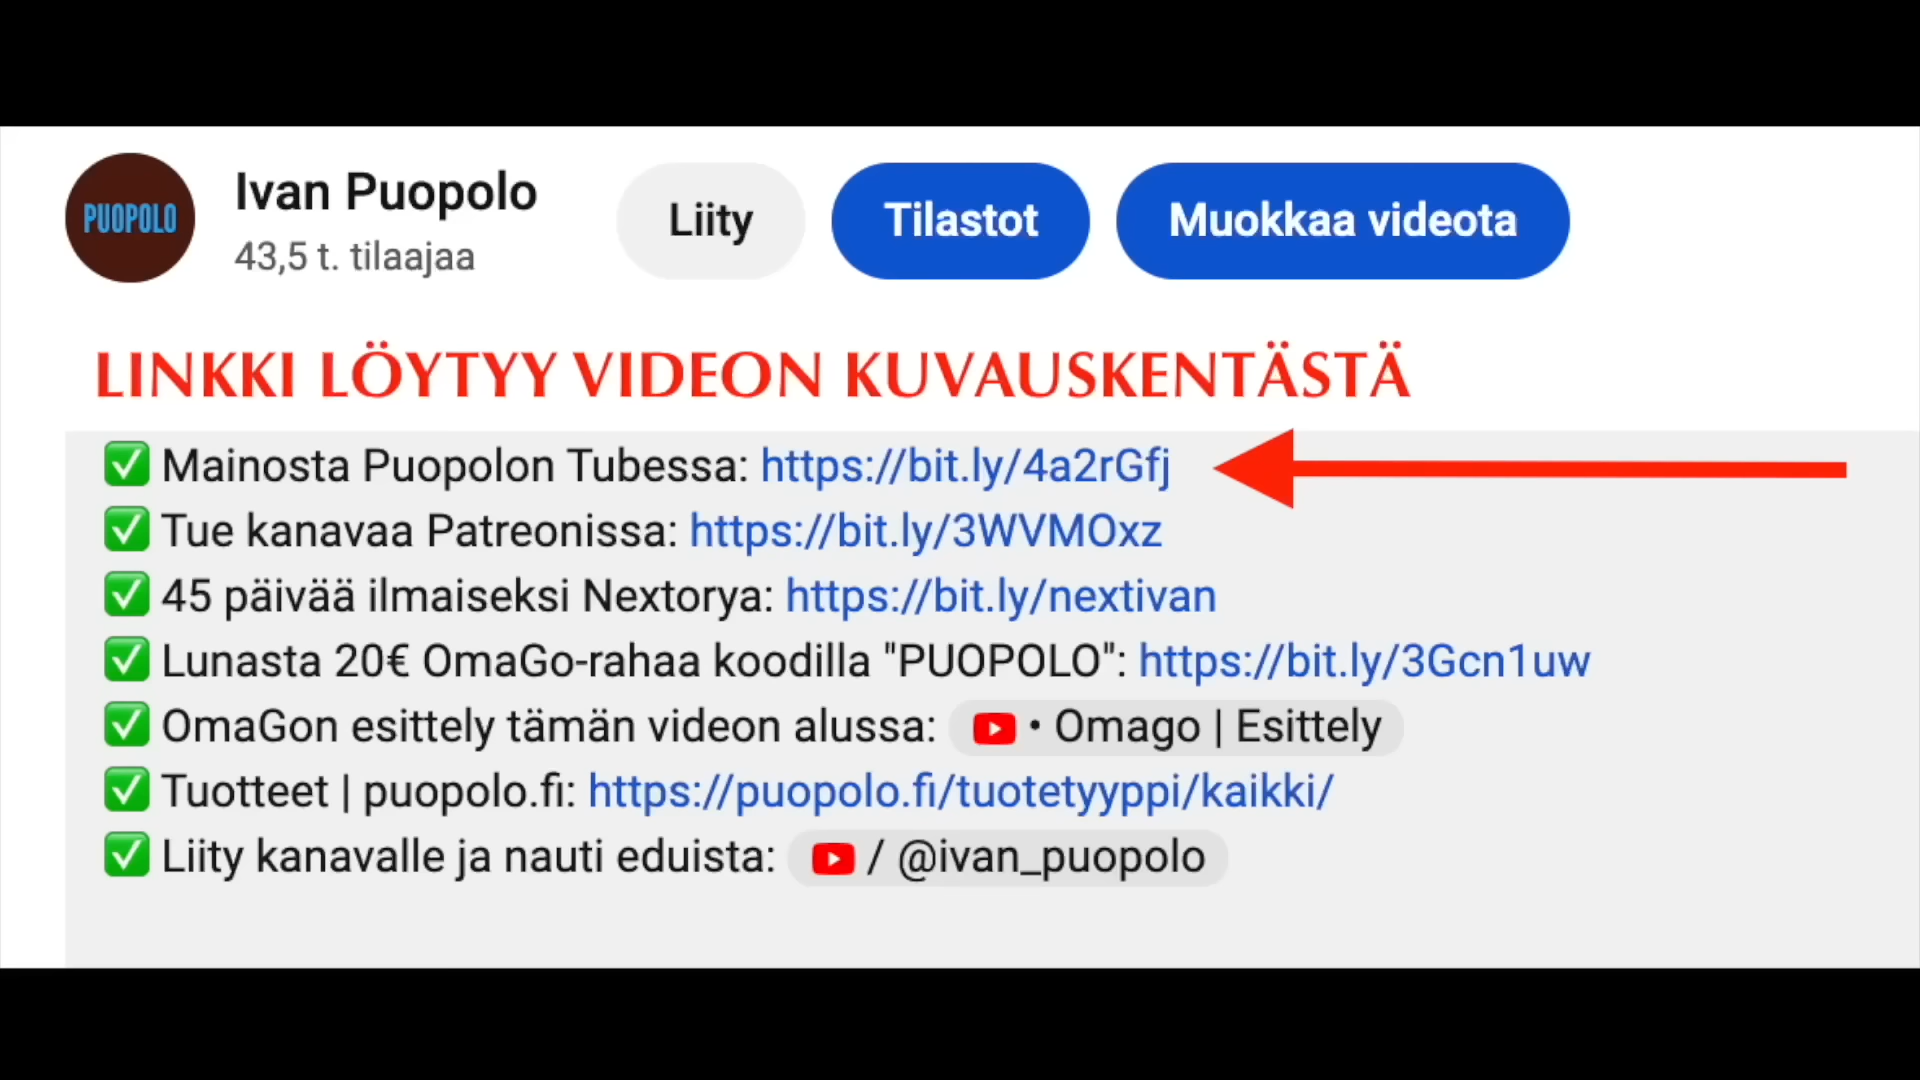 PUOPOLO
Ivan Puopolo
43,5 t. tilaajaa
Liity
Tilastot
Muokkaa videota
LINKKI LÖYTYY VIDEON KUVAUSKENTÄSTÄ
✅ Mainosta Puopolon Tubessa: https://bit.ly/4a2rGfj
✅ Tue kanavaa Patreonissa: https://bit.ly/3WVMOxz
✅ 45 päivää ilmaiseksi Nextorya: https://bit.ly/nextivan
✅ Lunasta 20€ OmaGo-rahaa koodilla "PUOPOLO": https://bit.ly/3Gcn1uw
✅ OmaGon esittely tämän videon alussa: • Omago | Esittely
✅ Tuotteet | puopolo.fi: https://puopolo.fi/tuotetyyppi/kaikki/
✅ Liity kanavalle ja nauti eduista: / @ivan_puopolo